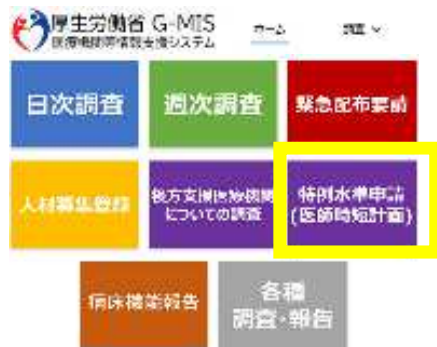 厚生労働省 G-MIS
医療機関等情報支援システム
ホーム
調査
日次調査
週次調査
緊急配布要請
人材募集登録
後方支援医療機関
についての調査
特例水準申請
(医師時短計画)
病床機能報告
各種
調査・報告